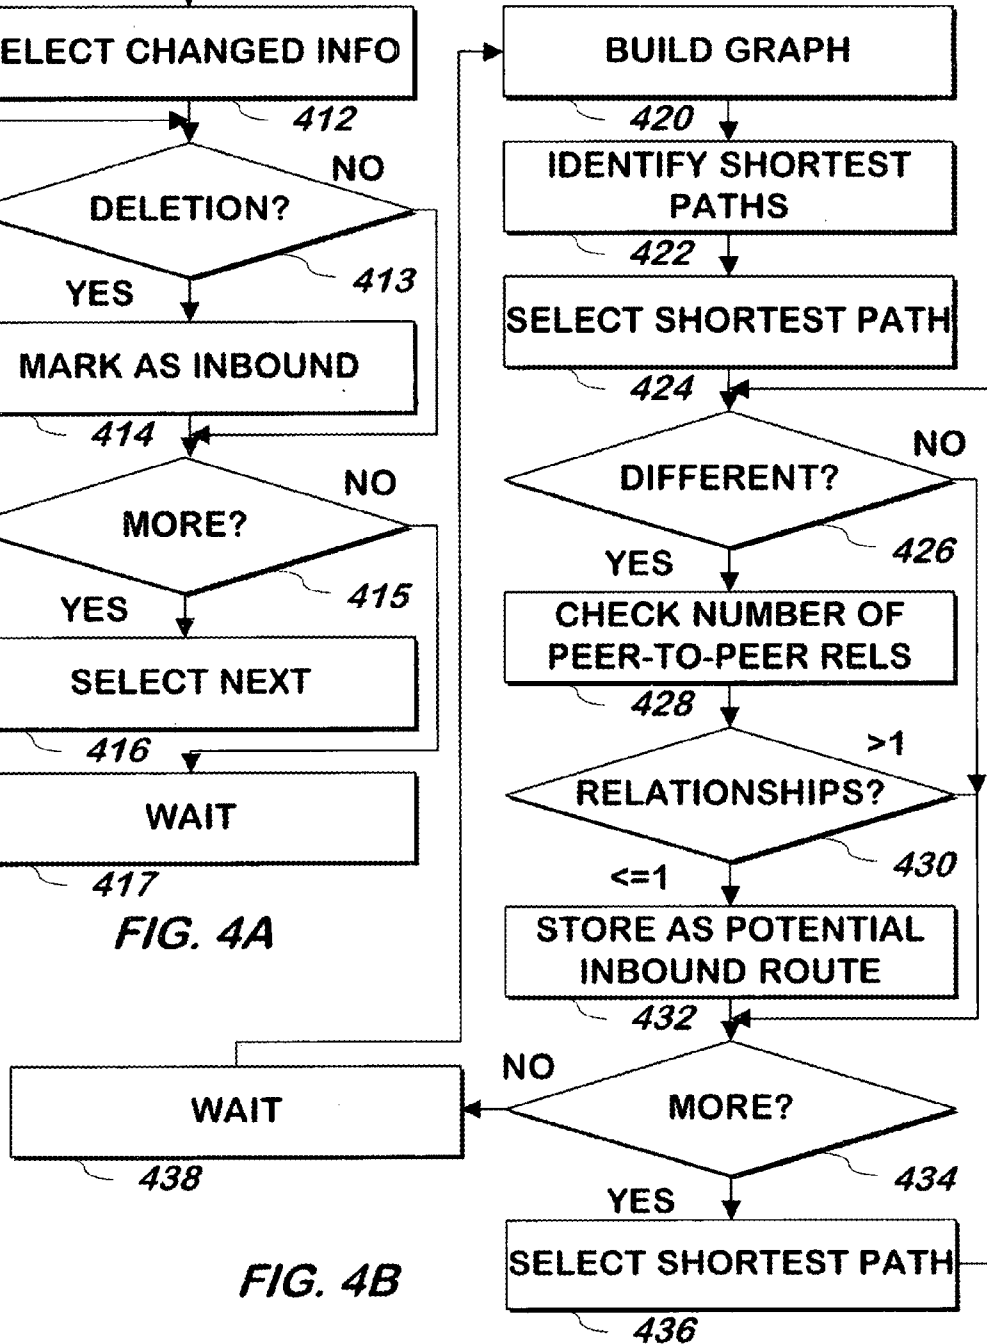 ELECT CHANGED INFO
412
NO
DELETION?
413
YES
MARK AS INBOUND
414
NO
MORE?
415
YES
SELECT NEXT
416
WAIT
417
FIG. 4A
BUILD GRAPH
420
IDENTIFY SHORTEST
PATHS
422
SELECT SHORTEST PATH
424
NO
DIFFERENT?
426
YES
CHECK NUMBER OF
PEER-TO-PEER RELS
428
>1
RELATIONSHIPS?
430
<=1
STORE AS POTENTIAL
INBOUND ROUTE
432
NO
MORE?
434
WAIT
438
YES
SELECT SHORTEST PATH
436
FIG. 4B